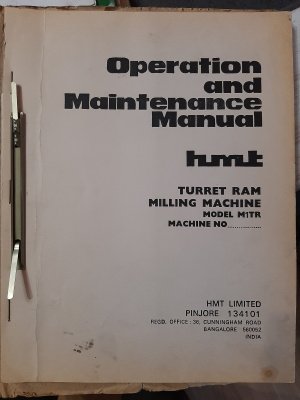 Operation
and
Maintenance
Manual
hmt
TURRET RAM
MILLING MACHINE
MODEL M1TR
MACHINE NO...............
HMT LIMITED
PINJORE 134101
REGD. OFFICE : 36, CUNNINGHAM ROAD
BANGALORE 560052
INDIA